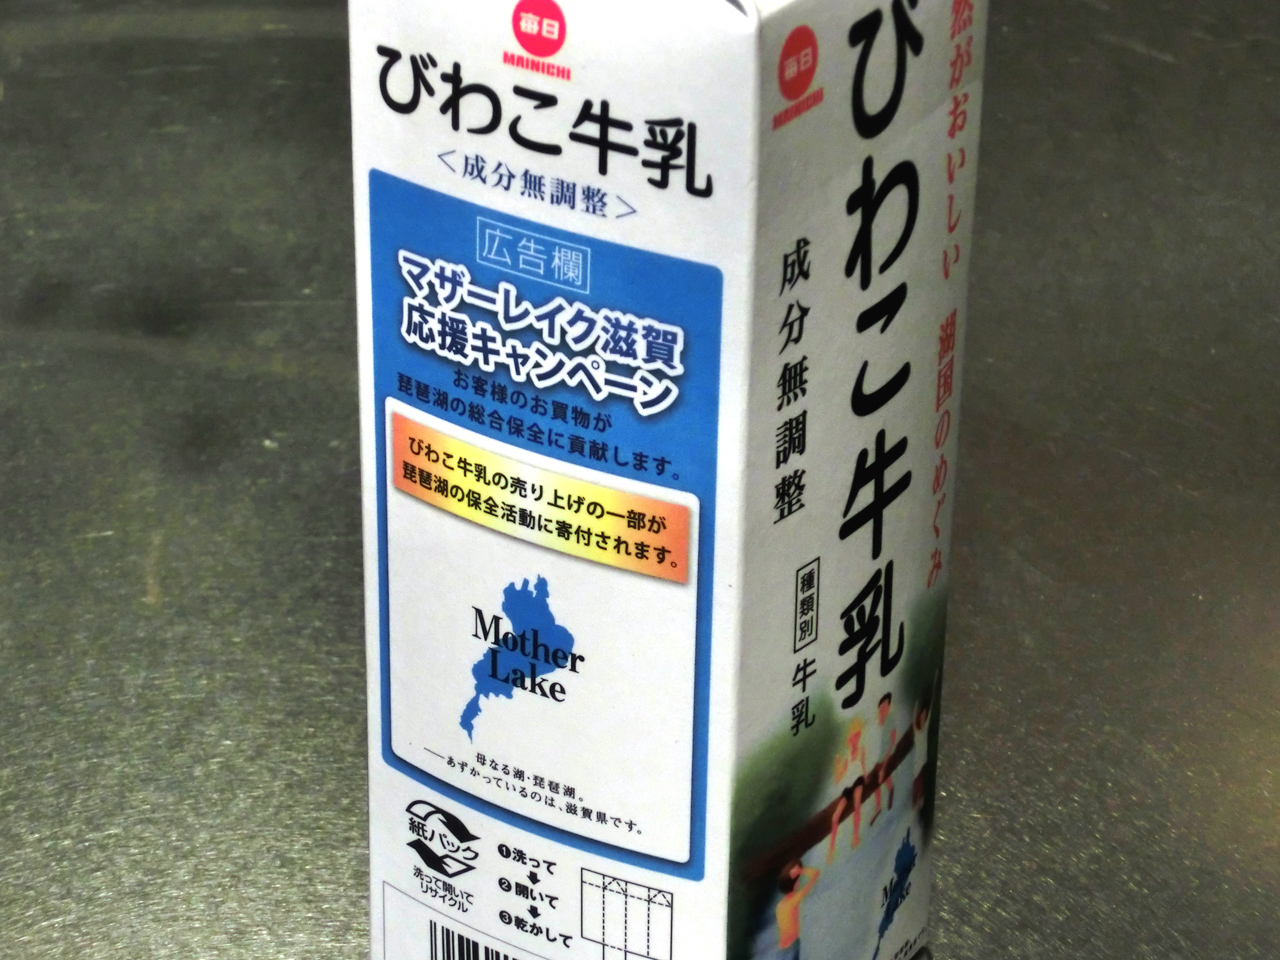 毎日
MAINICHI
びわこ牛乳
＜成分無調整＞
広告欄
マザーレイク滋賀
応援キャンペーン
お客様のお買物が
琵琶湖の総合保全に貢献します。
びわこ牛乳の売り上げの一部が
琵琶湖の保全活動に寄付されます。
Mother
Lake
母なる湖・琵琶湖。
――あずかっているのは、滋賀県です。
紙パック
洗って開いて
リサイクル
❶洗って
❷開いて
❸乾かして
毎日
MAINICHI
然がおいしい 湖国のめぐみ
びわこ牛乳
成分無調整
種類別 牛乳